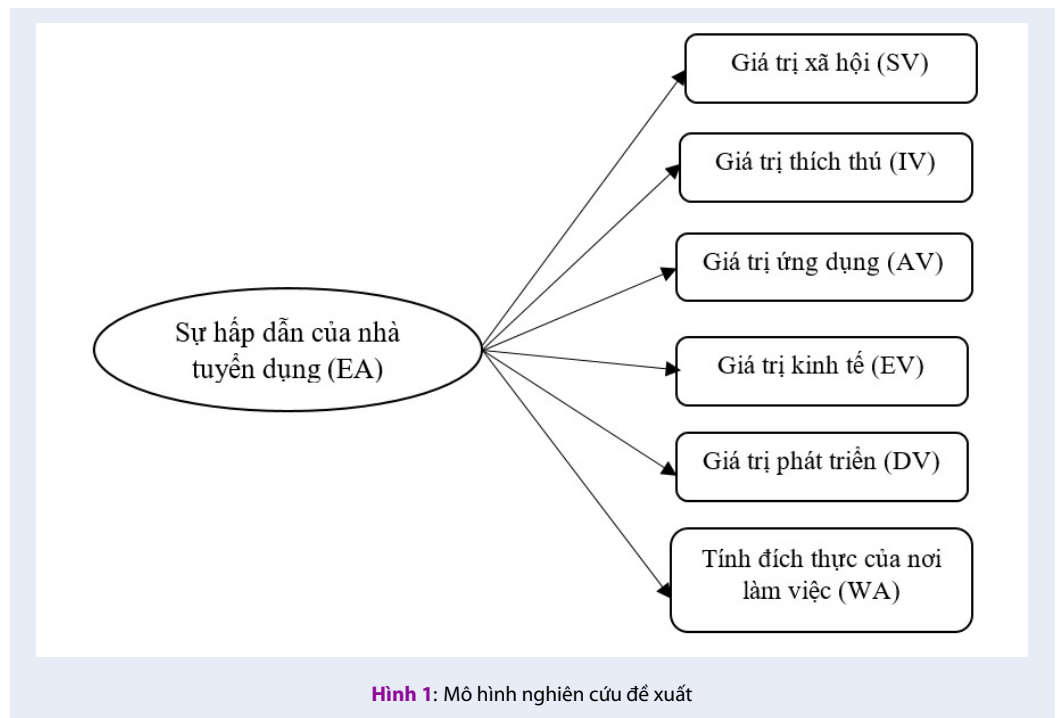 Giá trị xã hội (SV)
Giá trị thích thú (IV)
Giá trị ứng dụng (AV)
Sự hấp dẫn của nhà
tuyển dụng (EA)
Giá trị kinh tế (EV)
Giá trị phát triển (DV)
Tính đích thực của nơi
làm việc (WA)
Hình 1: Mô hình nghiên cứu đề xuất